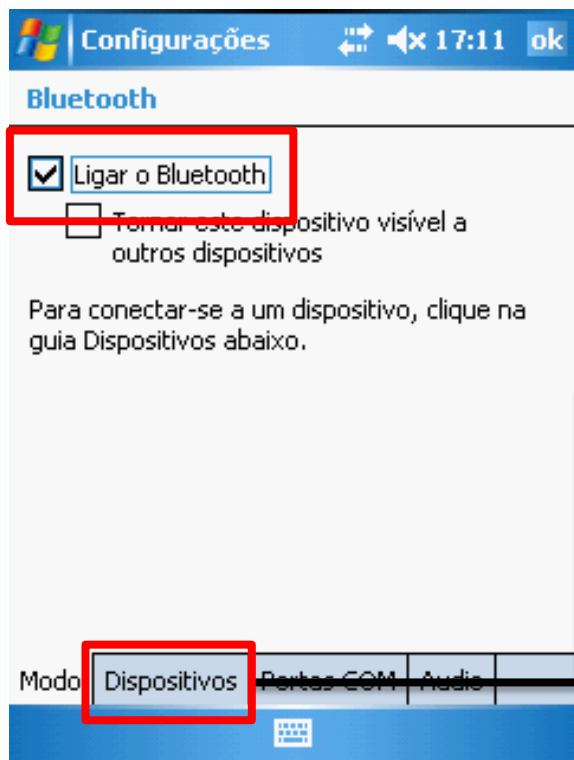 Configurações 17:11 ok
Bluetooth
Ligar o Bluetooth
Tornar este dispositivo visível a
outros dispositivos
Para conectar-se a um dispositivo, clique na
guia Dispositivos abaixo.
Modo Dispositivos Portas COM Audio